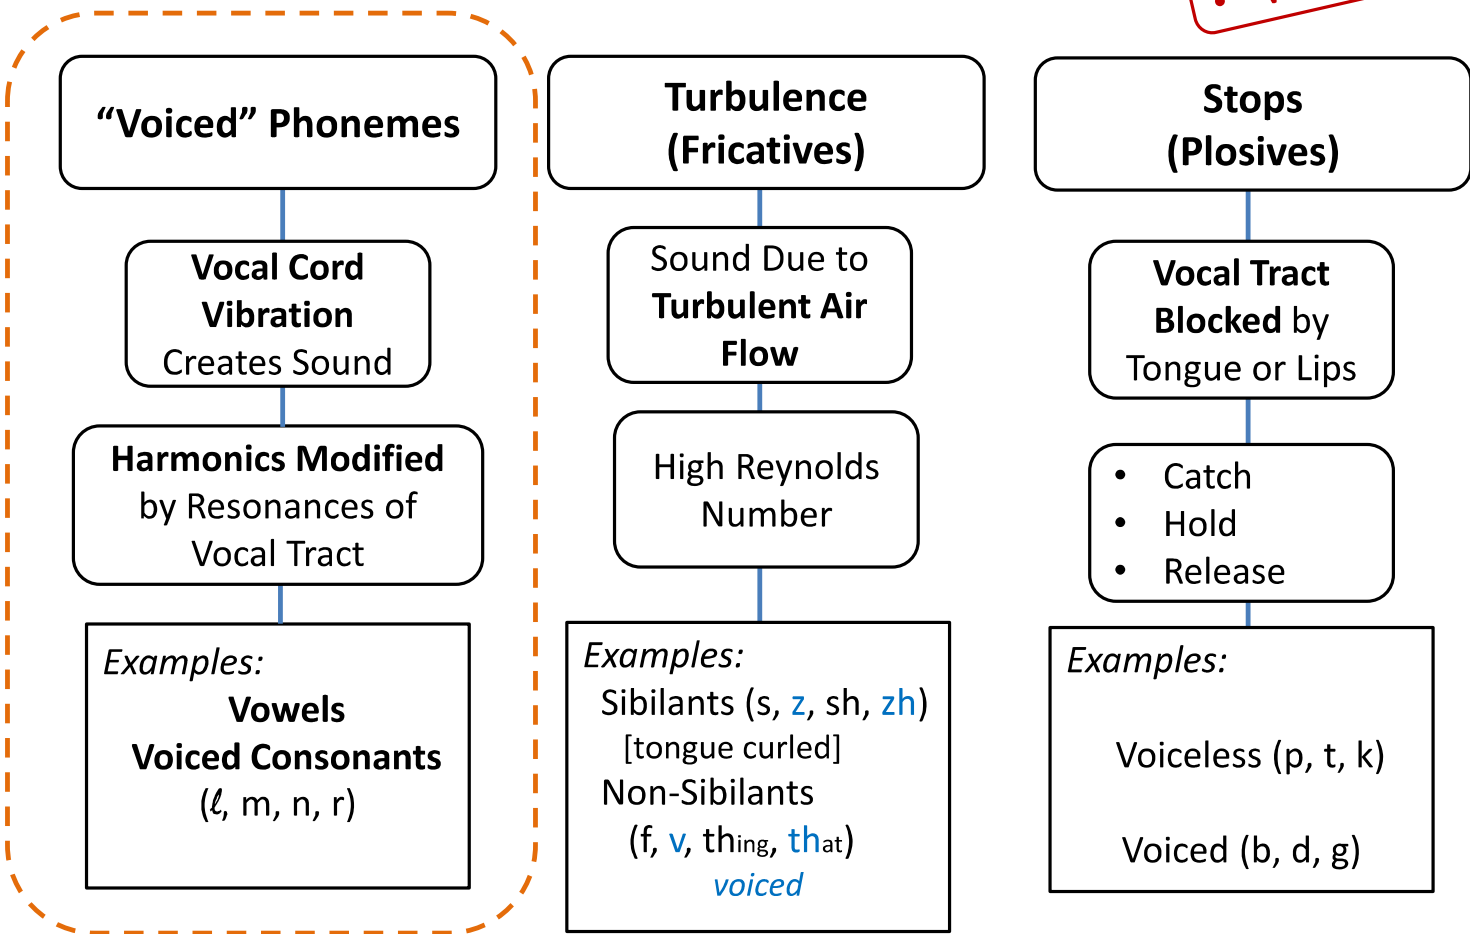 “Voiced” Phonemes
Vocal Cord
Vibration
Creates Sound
Harmonics Modified
by Resonances of
Vocal Tract
Examples:
Vowels
Voiced Consonants
(ℓ, m, n, r)
Turbulence
(Fricatives)
Sound Due to
Turbulent Air
Flow
High Reynolds
Number
Examples:
Sibilants (s, z, sh, zh)
[tongue curled]
Non-Sibilants
(f, v, thing, that)
voiced
Stops
(Plosives)
Vocal Tract
Blocked by
Tongue or Lips
• Catch
• Hold
• Release
Examples:
Voiceless (p, t, k)
Voiced (b, d, g)